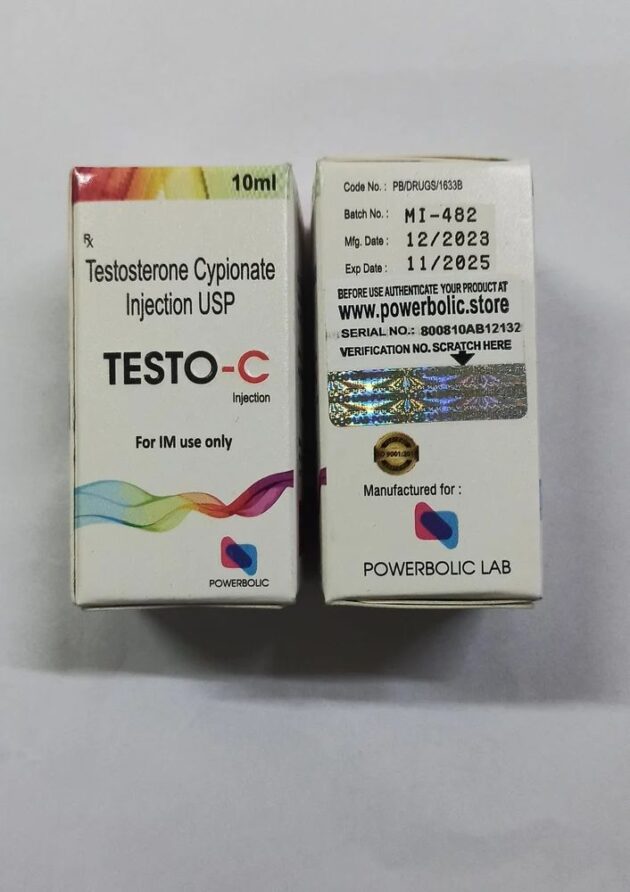 10ml
Rx
Testosterone Cypionate
Injection USP
TESTO-C
Injection
For IM use only
POWERBOLIC
Code No.: PB/DRUGS/1633B
Batch No.: MI-482
Mfg. Date: 12/2023
Exp Date: 11/2025
BEFORE USE AUTHENTICATE YOUR PRODUCT AT
www.powerbolic.store
SERIAL NO.: 800810AB12132
VERIFICATION NO. SCRATCH HERE
Manufactured for :
POWERBOLIC LAB